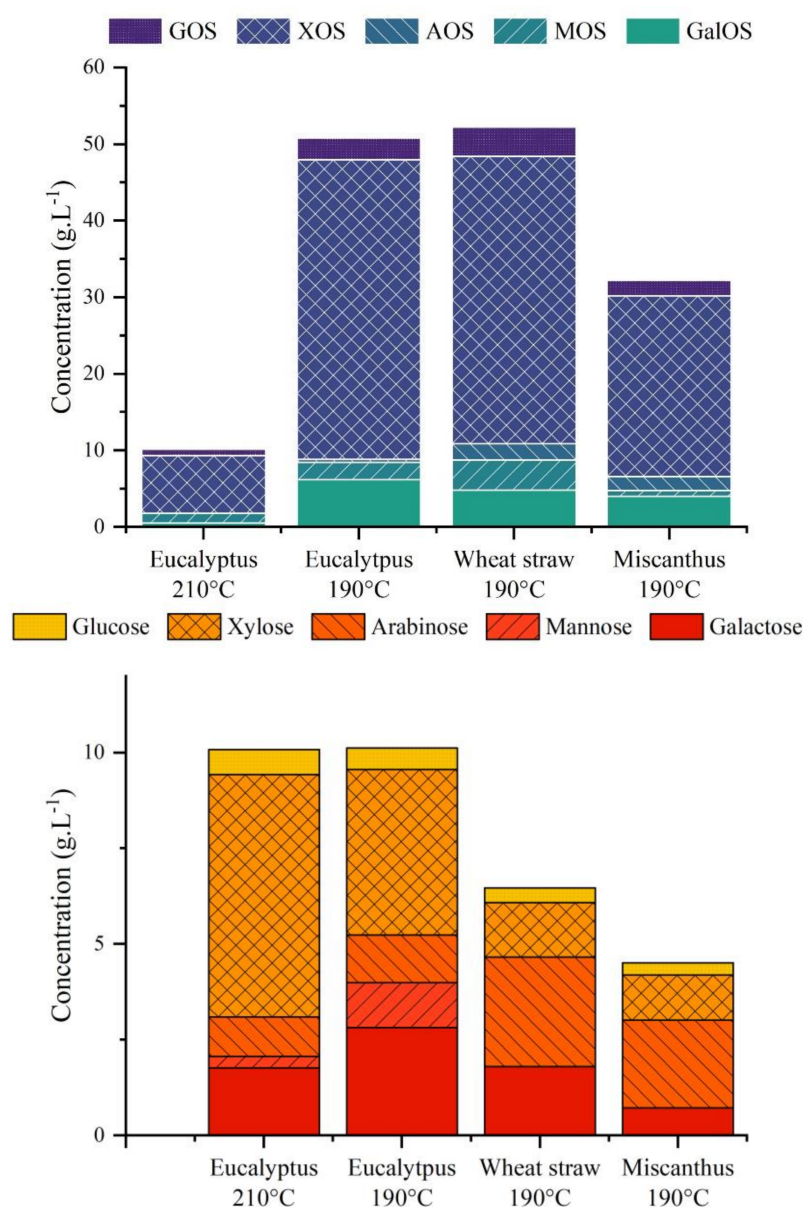 GOS XOS AOS MOS GalOS
60
50
40
30
20
10
0
Concentration (g.L⁻¹)
Eucalyptus Eucalytpus Wheat straw Miscanthus
210°C 190°C 190°C 190°C
Glucose Xylose Arabinose Mannose Galactose
10
5
0
Concentration (g.L⁻¹)
Eucalyptus Eucalytpus Wheat straw Miscanthus
210°C 190°C 190°C 190°C